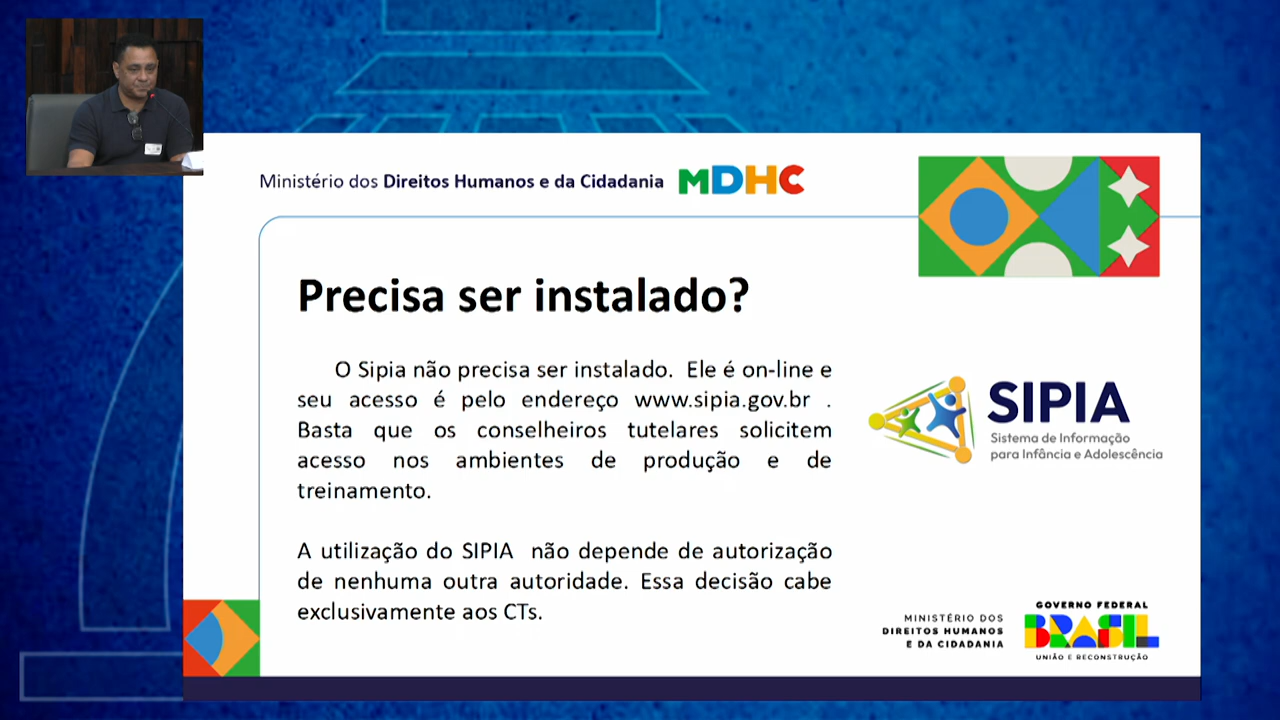 Ministério dos Direitos Humanos e da Cidadania MDHC
Precisa ser instalado?
O Sipia não precisa ser instalado. Ele é on-line e
seu acesso é pelo endereço www.sipia.gov.br .
Basta que os conselheiros tutelares solicitem
acesso nos ambientes de produção e de
treinamento.
A utilização do SIPIA não depende de autorização
de nenhuma outra autoridade. Essa decisão cabe
exclusivamente aos CTs.
SIPIA
Sistema de Informação
para Infância e Adolescência
MINISTÉRIO DOS
DIREITOS HUMANOS
E DA CIDADANIA
GOVERNO FEDERAL
BRASIL
UNIÃO E RECONSTRUÇÃO